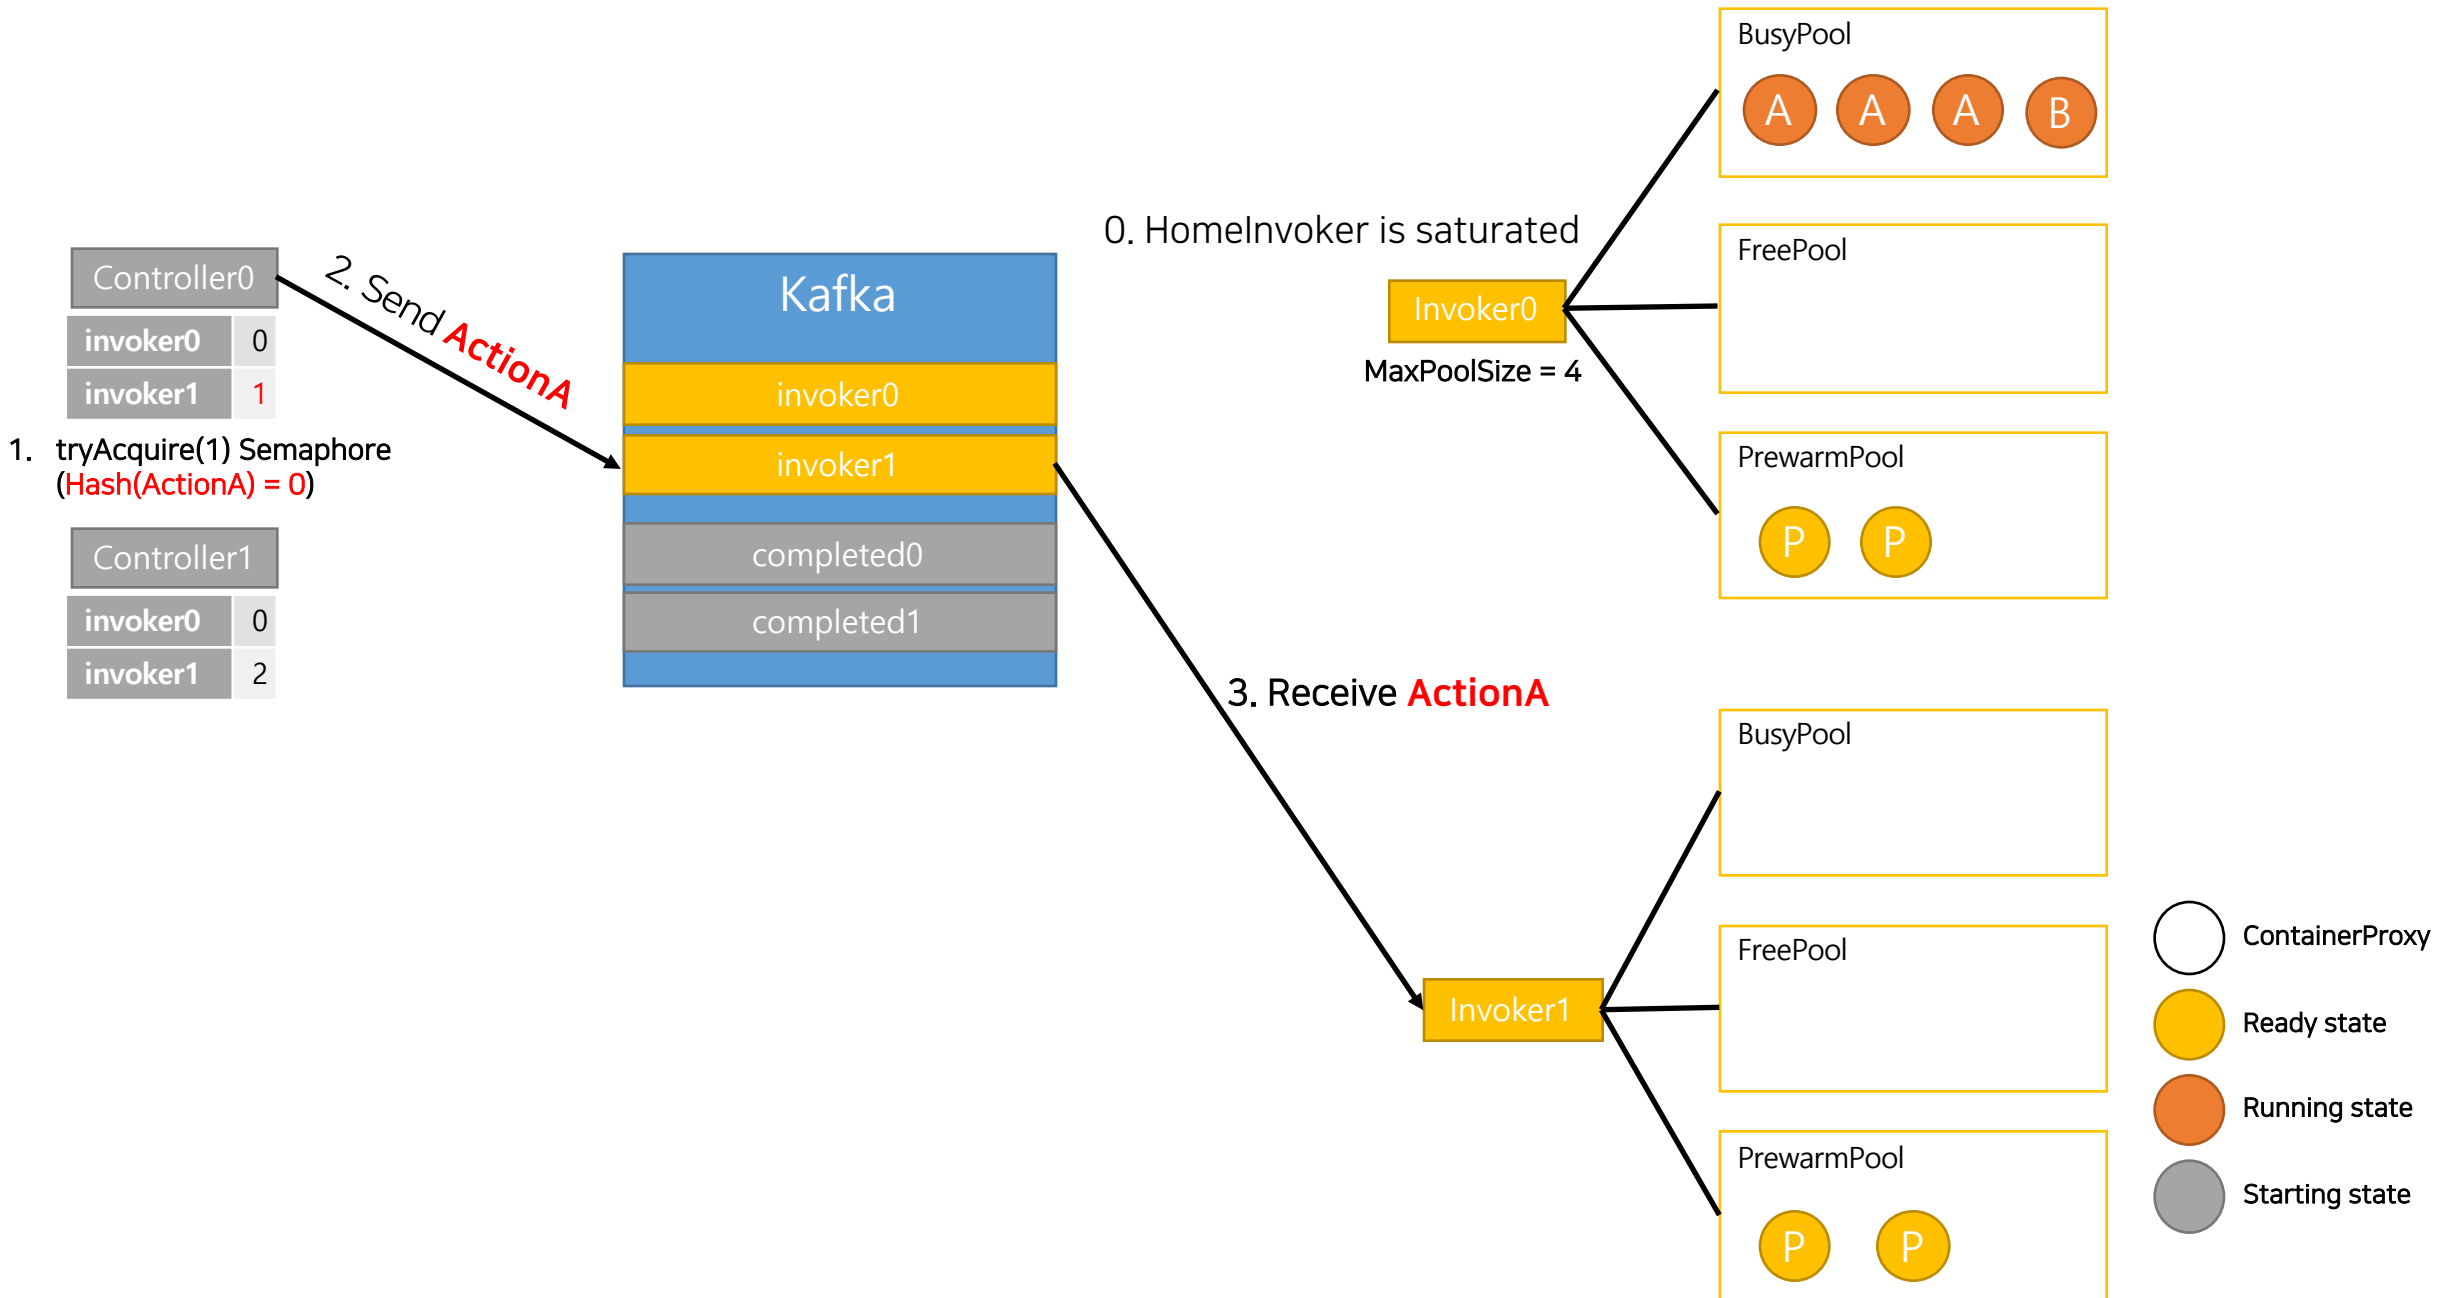 Controller0
invoker0 0
invoker1 1
1. tryAcquire(1) Semaphore
(Hash(ActionA) = 0)
Controller1
invoker0 0
invoker1 2
2. Send ActionA
Kafka
invoker0
invoker1
completed0
completed1
0. HomeInvoker is saturated
Invoker0
MaxPoolSize = 4
BusyPool
A A A B
FreePool
PrewarmPool
P P
3. Receive ActionA
Invoker1
BusyPool
FreePool
PrewarmPool
P P
ContainerProxy
Ready state
Running state
Starting state